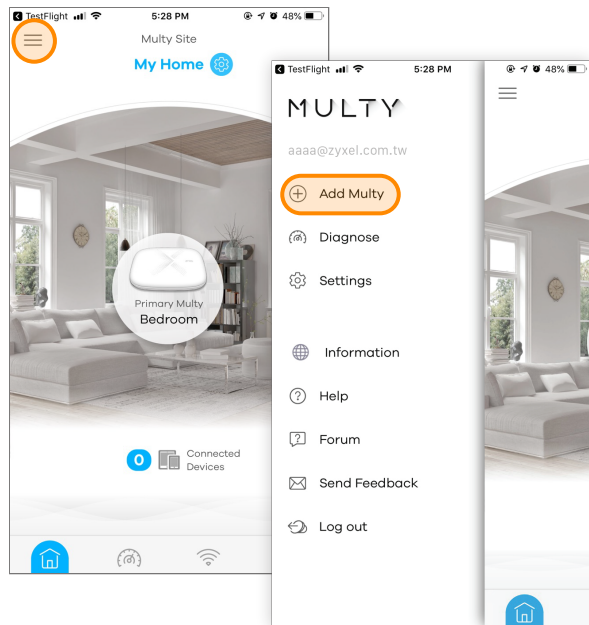 TestFlight 5:28 PM 48%
Multy Site
My Home
Primary Multy
Bedroom
0 Connected
Devices
TestFlight 5:28 PM 48%
MULTY
aaaa@zyxel.com.tw
Add Multy
Diagnose
Settings
Information
Help
Forum
Send Feedback
Log out